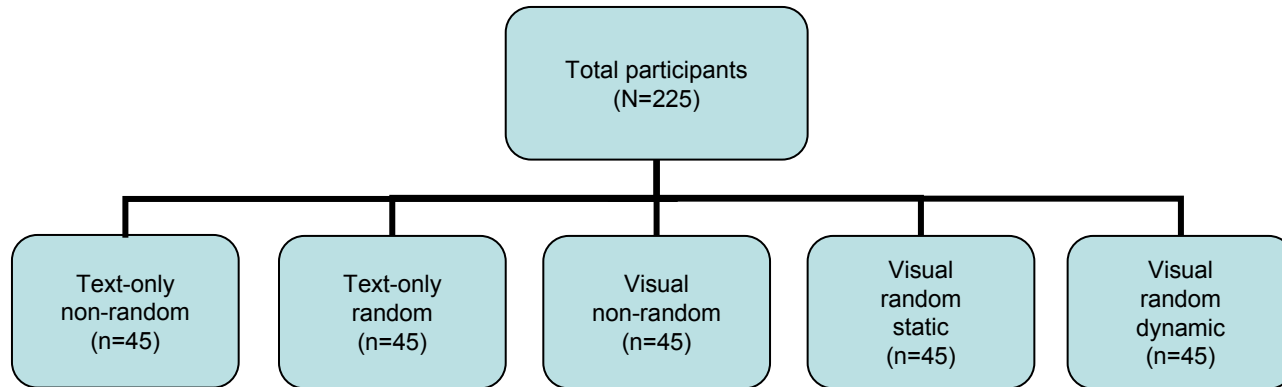 Total participants
(N=225)
Text-only
non-random
(n=45)
Text-only
random
(n=45)
Visual
non-random
(n=45)
Visual
random
static
(n=45)
Visual
random
dynamic
(n=45)